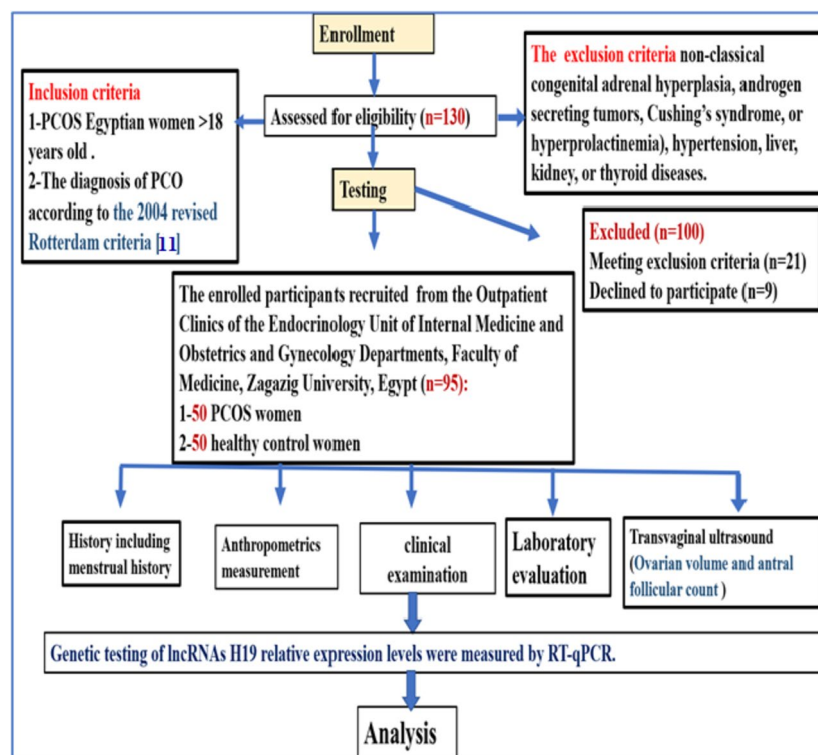 Enrollment
Inclusion criteria
1-PCOS Egyptian women >18
years old .
2-The diagnosis of PCO
according to the 2004 revised
Rotterdam criteria [11]
Assessed for eligibility (n=130)
The exclusion criteria non-classical
congenital adrenal hyperplasia, androgen
secreting tumors, Cushing's syndrome, or
hyperprolactinemia), hypertension, liver,
kidney, or thyroid diseases.
Testing
Excluded (n=100)
Meeting exclusion criteria (n=21)
Declined to participate (n=9)
The enrolled participants recruited from the Outpatient
Clinics of the Endocrinology Unit of Internal Medicine and
Obstetrics and Gynecology Departments, Faculty of
Medicine, Zagazig University, Egypt (n=95):
1-50 PCOS women
2-50 healthy control women
History including
menstrual history
Anthropometrics
measurement
clinical
examination
Laboratory
evaluation
Transvaginal ultrasound
(Ovarian volume and antral
follicular count )
Genetic testing of lncRNAs H19 relative expression levels were measured by RT-qPCR.
Analysis